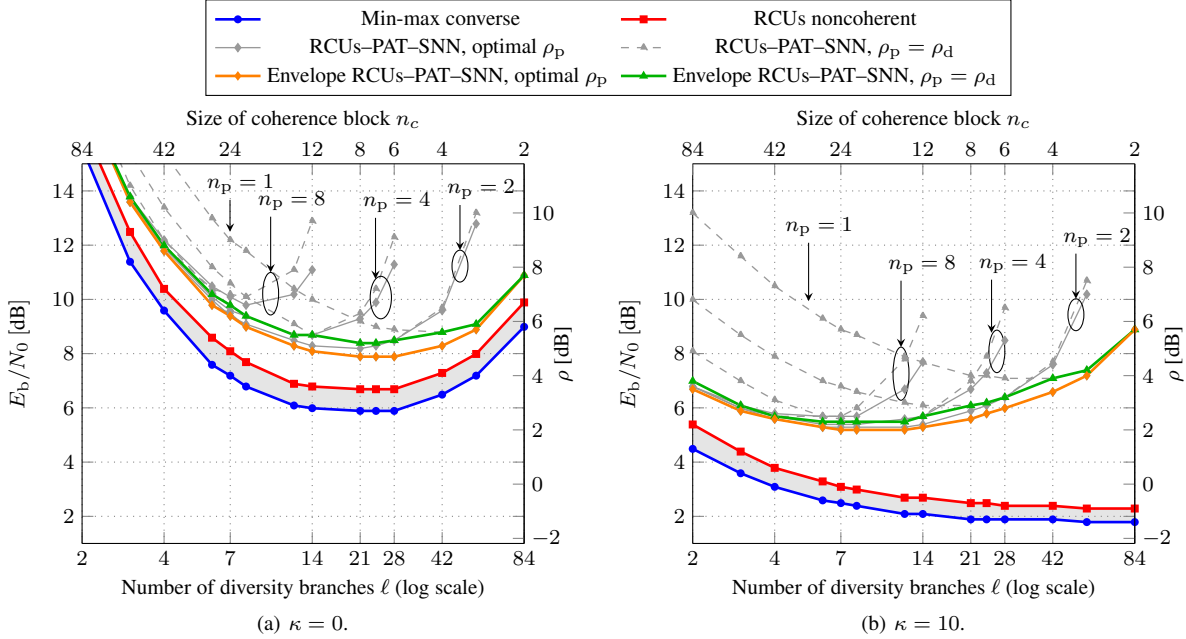 Min-max converse RCUs noncoherent
RCUs–PAT–SNN, optimal ρp RCUs–PAT–SNN, ρp = ρd
Envelope RCUs–PAT–SNN, optimal ρp Envelope RCUs–PAT–SNN, ρp = ρd
Size of coherence block nc
84 42 24 12 8 6 4 2
14
12
10
8
6
4
2
Eb/N0 [dB]
np = 1
np = 8
np = 4
np = 2
10
8
6
4
2
0
−2
ρ [dB]
2 4 7 14 21 28 42 84
Number of diversity branches ℓ (log scale)
(a) κ = 0.
Size of coherence block nc
84 42 24 12 8 6 4 2
14
12
10
8
6
4
2
Eb/N0 [dB]
np = 1
np = 8
np = 4
np = 2
10
8
6
4
2
0
−2
ρ [dB]
2 4 7 14 21 28 42 84
Number of diversity branches ℓ (log scale)
(b) κ = 10.